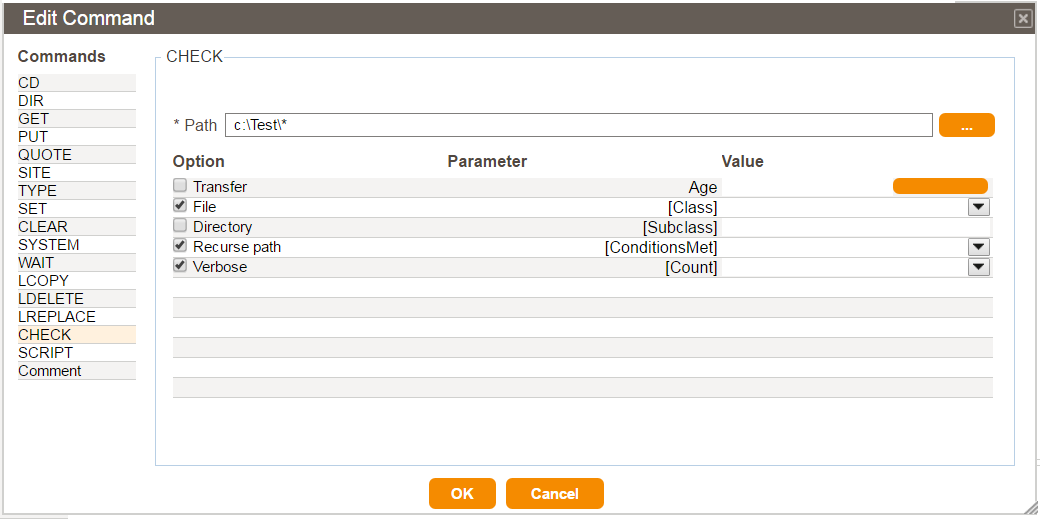 Edit Command
Commands
CD
DIR
GET
PUT
QUOTE
SITE
TYPE
SET
CLEAR
SYSTEM
WAIT
LCOPY
LDELETE
LREPLACE
CHECK
SCRIPT
Comment
CHECK
* Path c:\Test\* ...
Option Parameter Value
Transfer Age
File [Class]
Directory [Subclass]
Recurse path [ConditionsMet]
Verbose [Count]
OK Cancel